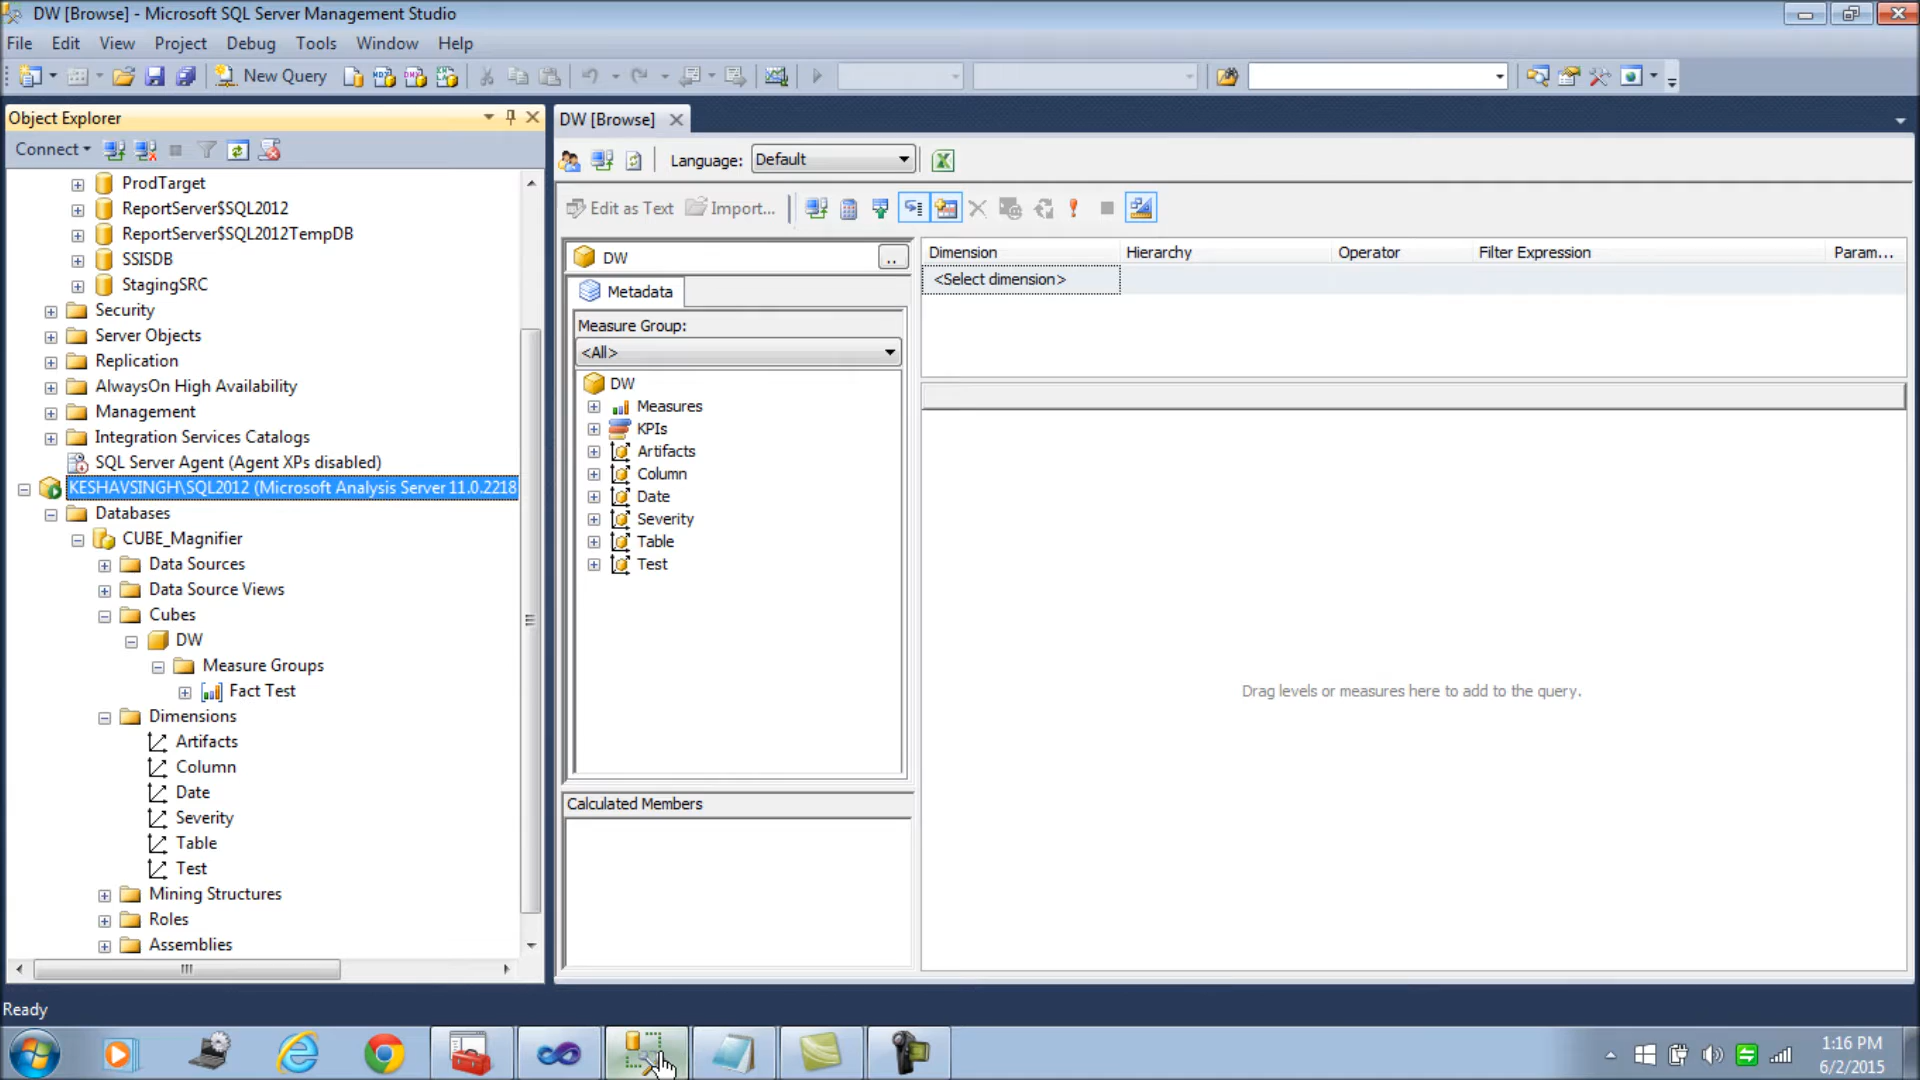 DW [Browse] - Microsoft SQL Server Management Studio
File Edit View Project Debug Tools Window Help
New Query
Object Explorer
Connect
ProdTarget
ReportServer$SQL2012
ReportServer$SQL2012TempDB
SSISDB
StagingSRC
Security
Server Objects
Replication
AlwaysOn High Availability
Management
Integration Services Catalogs
SQL Server Agent (Agent XPs disabled)
KESHAVSINGH\SQL2012 (Microsoft Analysis Server 11.0.2218
Databases
CUBE_Magnifier
Data Sources
Data Source Views
Cubes
DW
Measure Groups
Fact Test
Dimensions
Artifacts
Column
Date
Severity
Table
Test
Mining Structures
Roles
Assemblies
DW [Browse]
Language: Default
Edit as Text Import...
DW ..
Metadata
Measure Group:
<All>
DW
Measures
KPIs
Artifacts
Column
Date
Severity
Table
Test
Calculated Members
Dimension Hierarchy Operator Filter Expression Param...
<Select dimension>
Drag levels or measures here to add to the query.
Ready
1:16 PM
6/2/2015